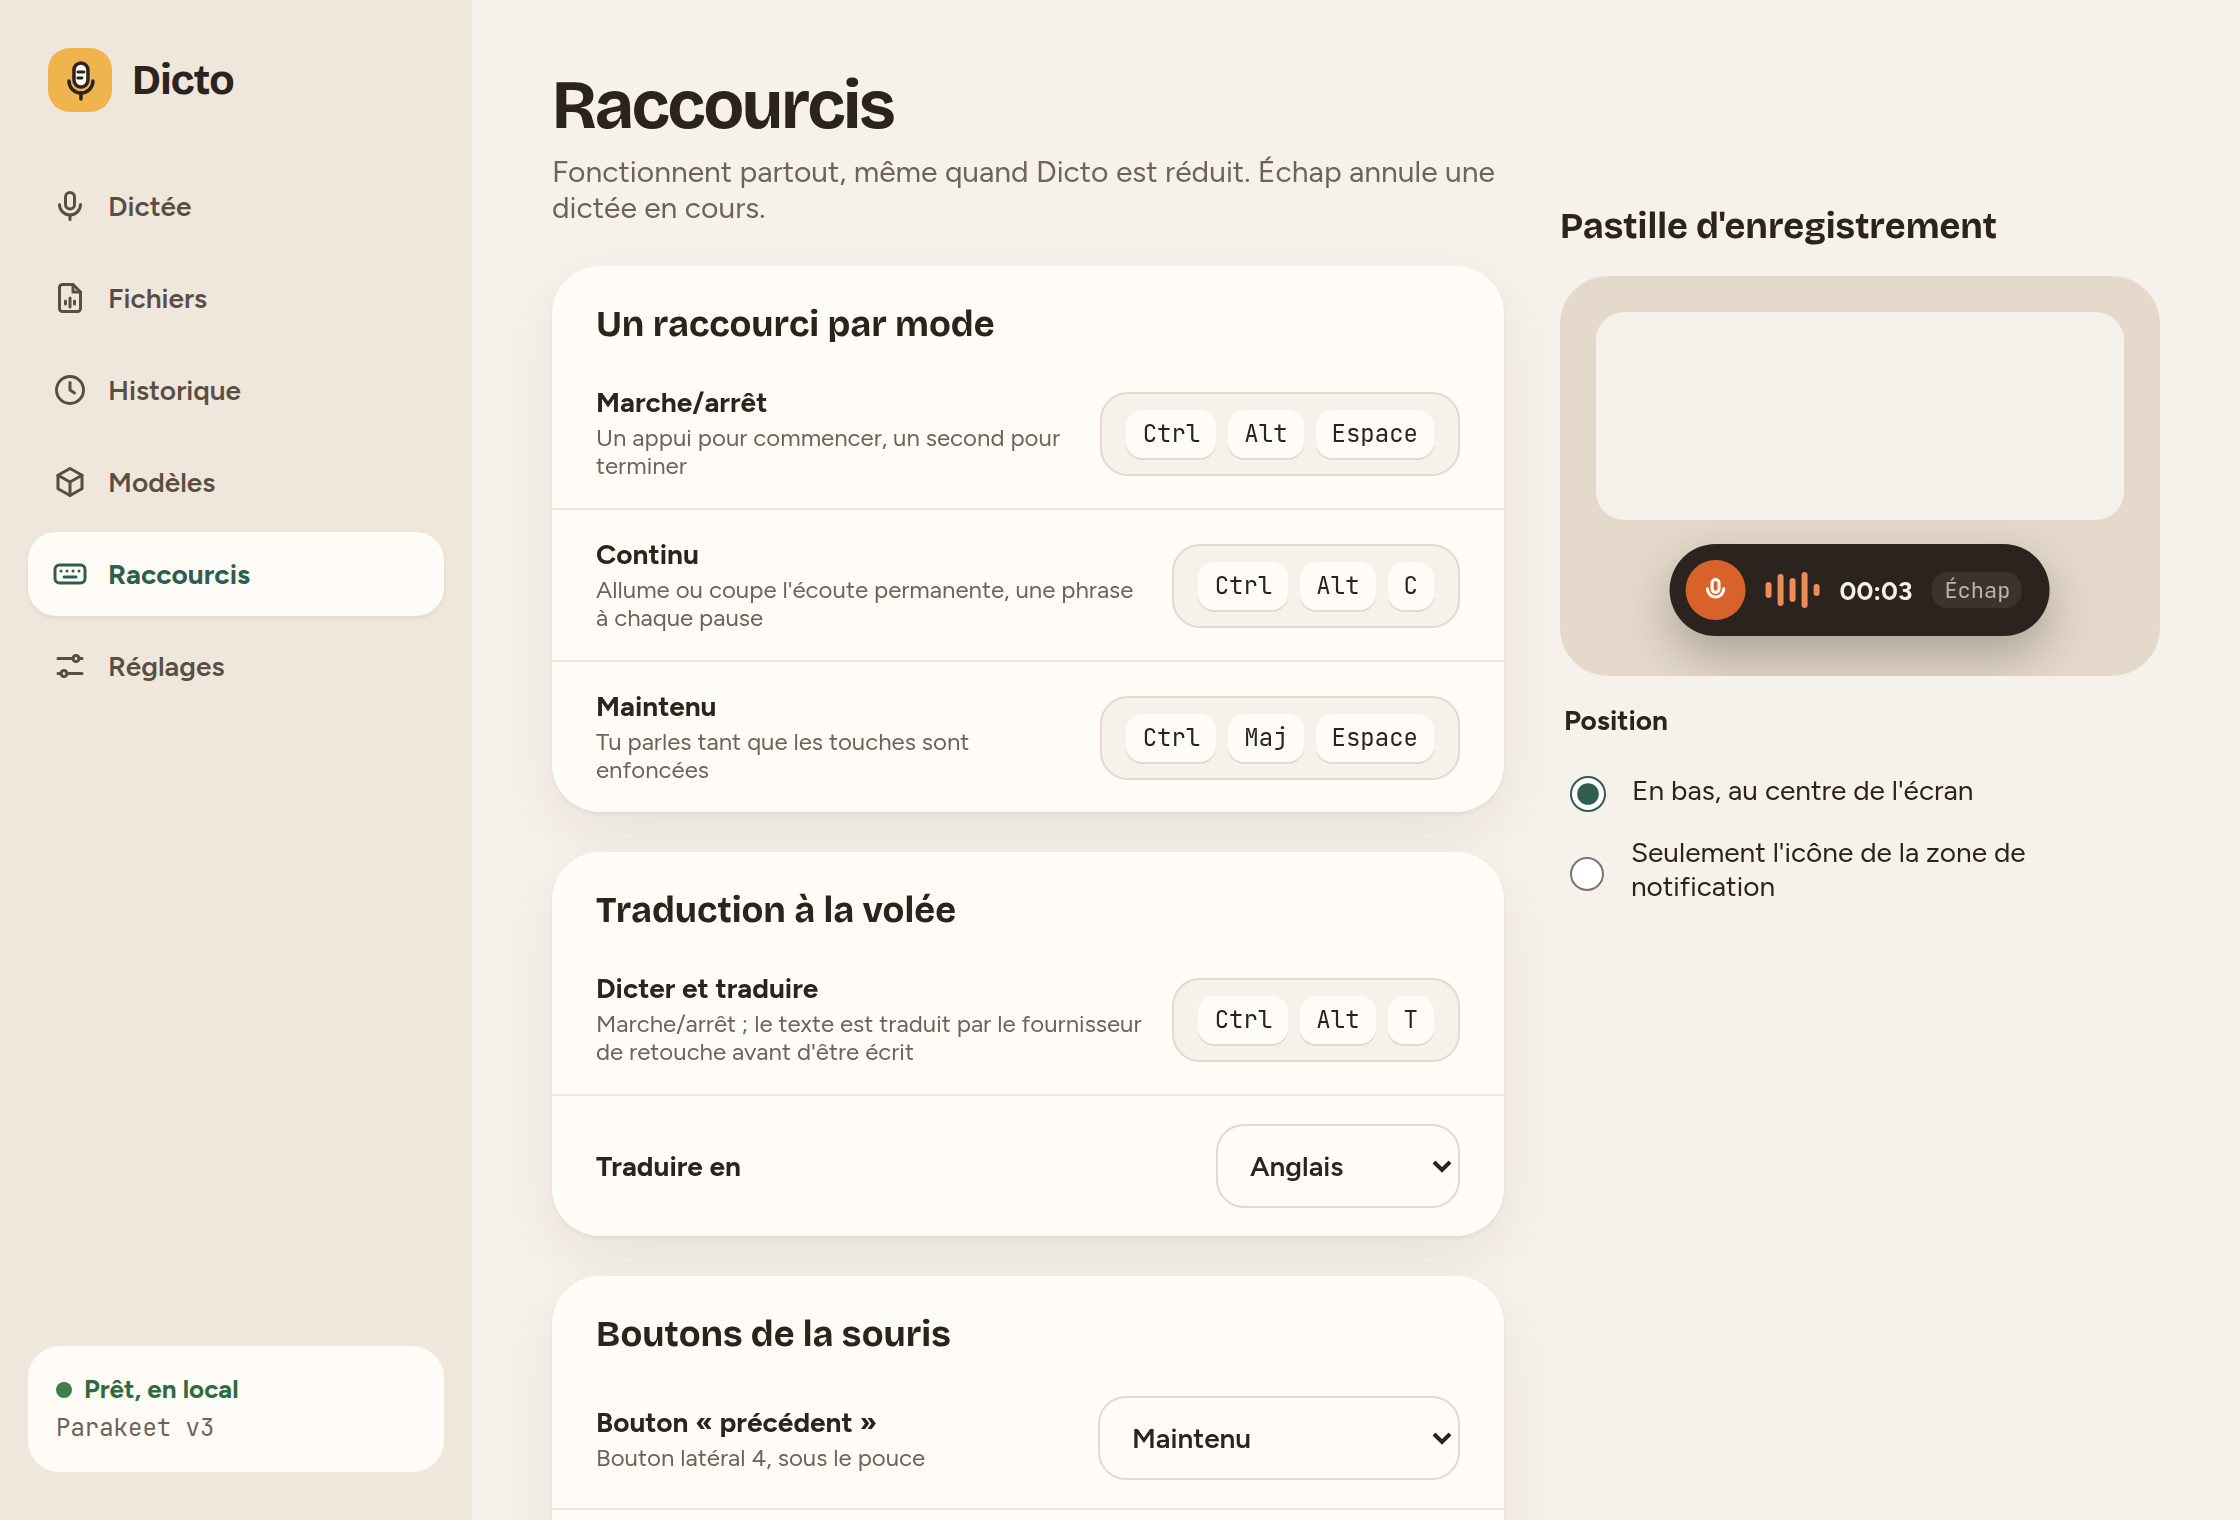 Dicto
Dictée
Fichiers
Historique
Modèles
Raccourcis
Réglages
Prêt, en local
Parakeet v3
Raccourcis
Fonctionnent partout, même quand Dicto est réduit. Échap annule une
dictée en cours.
Un raccourci par mode
Marche/arrêt
Un appui pour commencer, un second pour
terminer
Ctrl Alt Espace
Continu
Allume ou coupe l'écoute permanente, une phrase
à chaque pause
Ctrl Alt C
Maintenu
Tu parles tant que les touches sont
enfoncées
Ctrl Maj Espace
Traduction à la volée
Dicter et traduire
Marche/arrêt ; le texte est traduit par le fournisseur
de retouche avant d'être écrit
Ctrl Alt T
Traduire en
Anglais
Boutons de la souris
Bouton « précédent »
Bouton latéral 4, sous le pouce
Maintenu
Pastille d'enregistrement
00:03 Échap
Position
En bas, au centre de l'écran
Seulement l'icône de la zone de
notification